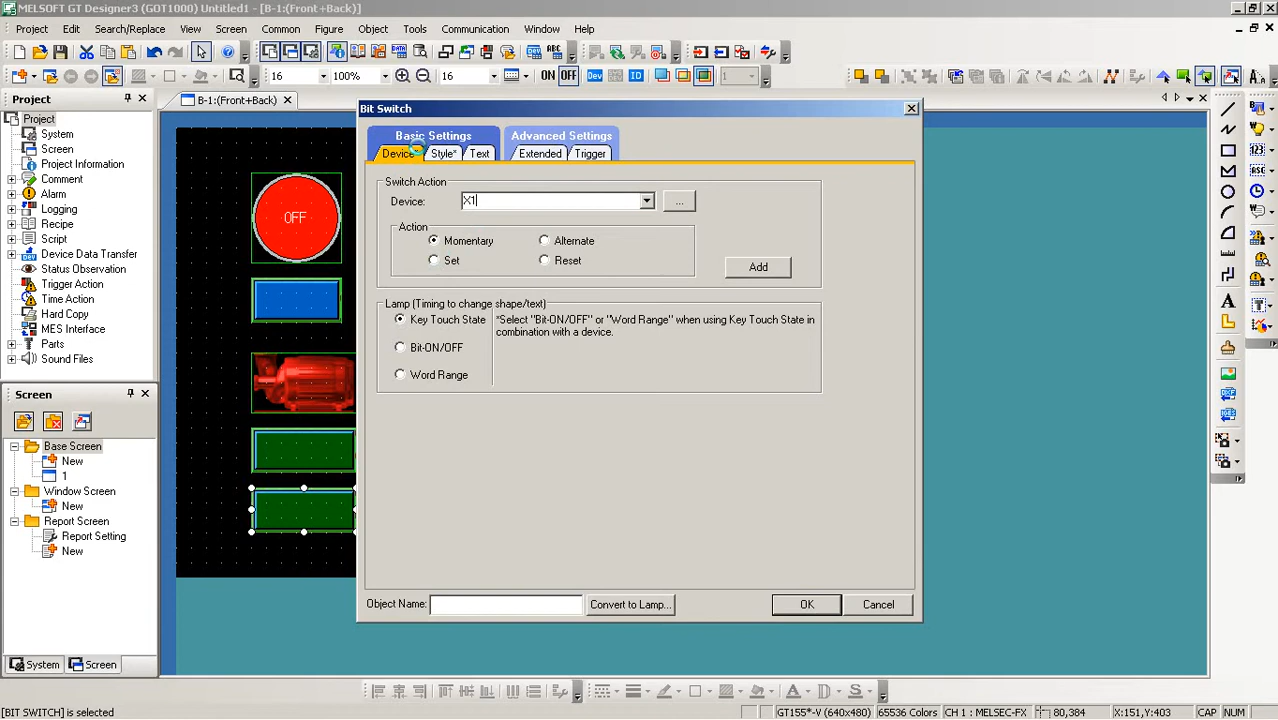 MELSOFT GT Designer3 (GOT1000) Untitled1 - [B-1:(Front+Back)]
Project Edit Search/Replace View Screen Common Figure Object Tools Communication Window Help
16 100% 16 ON OFF Dev ID 1
Project
B-1:(Front+Back)
Project
System
Screen
Project Information
Comment
Alarm
Logging
Recipe
Script
Device Data Transfer
Status Observation
Trigger Action
Time Action
Hard Copy
MES Interface
Parts
Sound Files
Screen
Base Screen
New
1
Window Screen
New
Report Screen
Report Setting
New
System Screen
OFF
Bit Switch
Basic Settings
Advanced Settings
Device Style* Text Extended Trigger
Switch Action
Device: X1 ...
Action
Momentary Alternate
Set Reset
Add
Lamp (Timing to change shape/text)
Key Touch State
Bit-ON/OFF
Word Range
*Select "Bit-ON/OFF" or "Word Range" when using Key Touch State in
combination with a device.
Object Name: Convert to Lamp... OK Cancel
[BIT SWITCH] is selected
GT155*-V (640x480) 65536 Colors CH 1 : MELSEC-FX 80,384 X:151,Y:403 CAP NUM